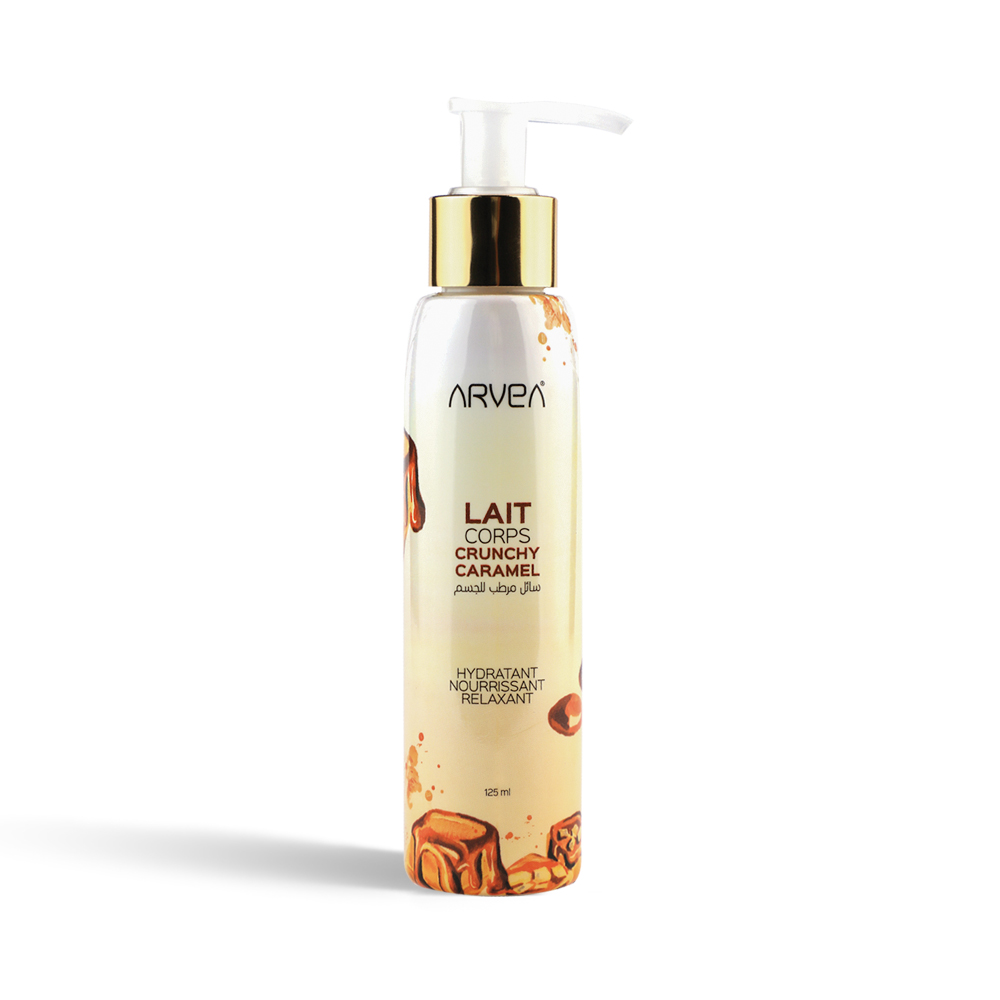 ARVEA®
LAIT
CORPS
CRUNCHY
CARAMEL
سائل مرطب للجسم
HYDRATANT
NOURRISSANT
RELAXANT
125 ml